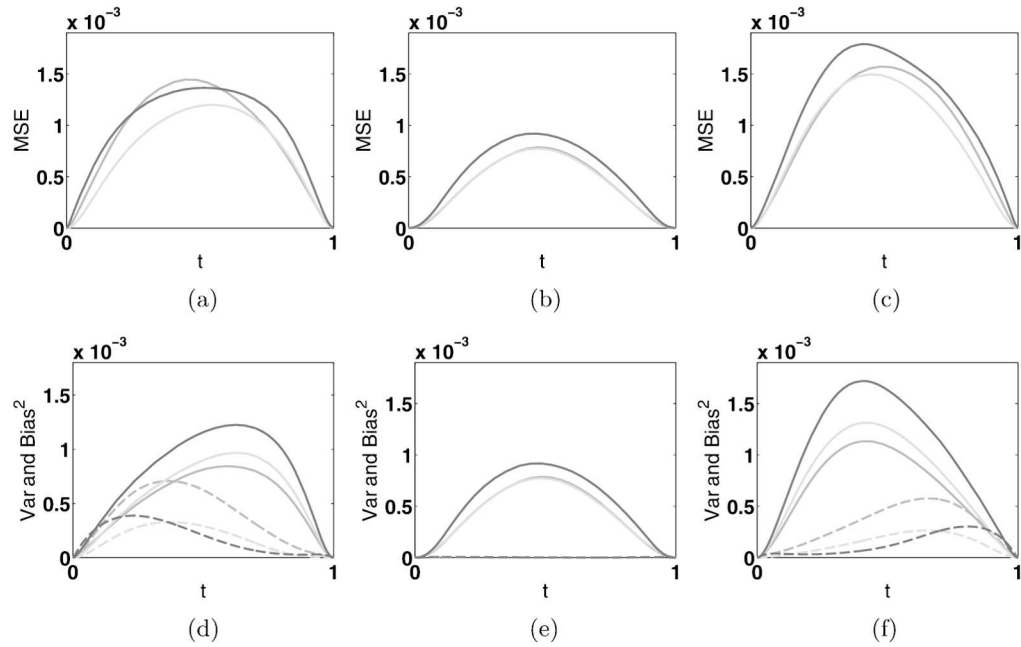 x 10⁻³ x 10⁻³ x 10⁻³
1.5 1.5 1.5
1 1 1
MSE MSE MSE
0.5 0.5 0.5
0 0 0
0 1 0 1 0 1
t t t
(a) (b) (c)
x 10⁻³ x 10⁻³ x 10⁻³
1.5 1.5 1.5
1 1 1
Var and Bias² Var and Bias² Var and Bias²
0.5 0.5 0.5
0 0 0
0 1 0 1 0 1
t t t
(d) (e) (f)